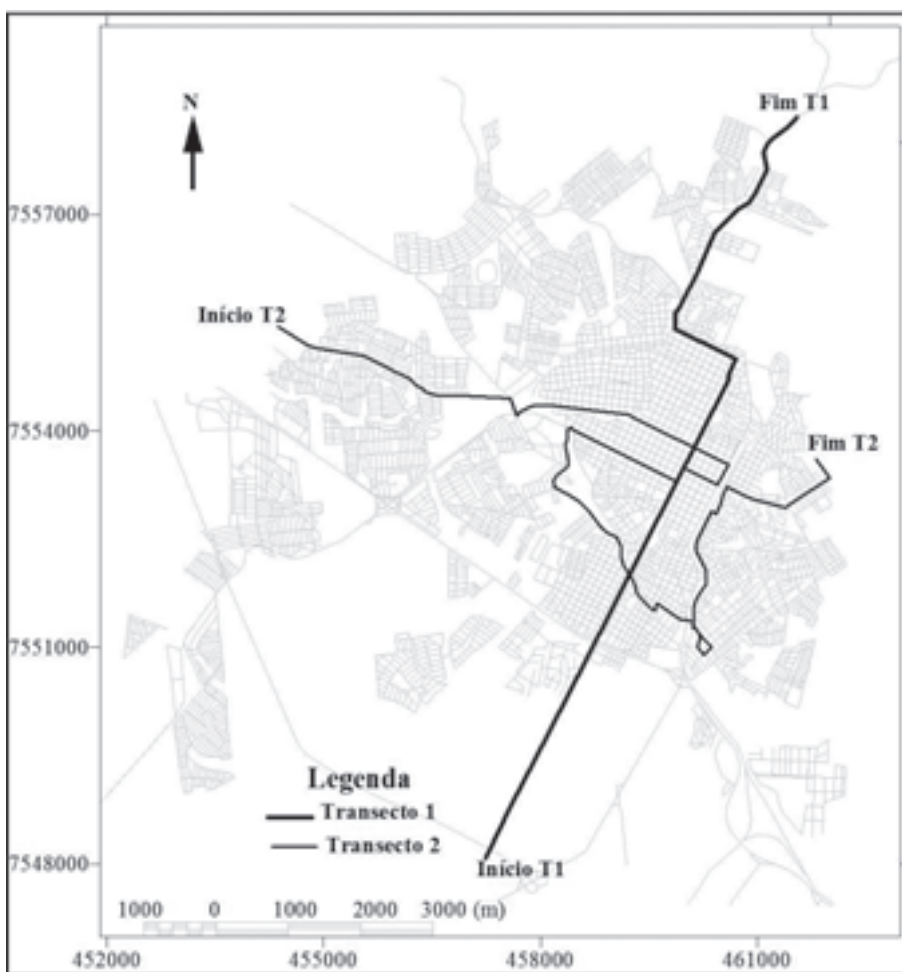 N
Fim T1
7557000
Início T2
7554000
Fim T2
7551000
Legenda
Transecto 1
Transecto 2
7548000
Início T1
1000 0 1000 2000 3000 (m)
452000 455000 458000 461000